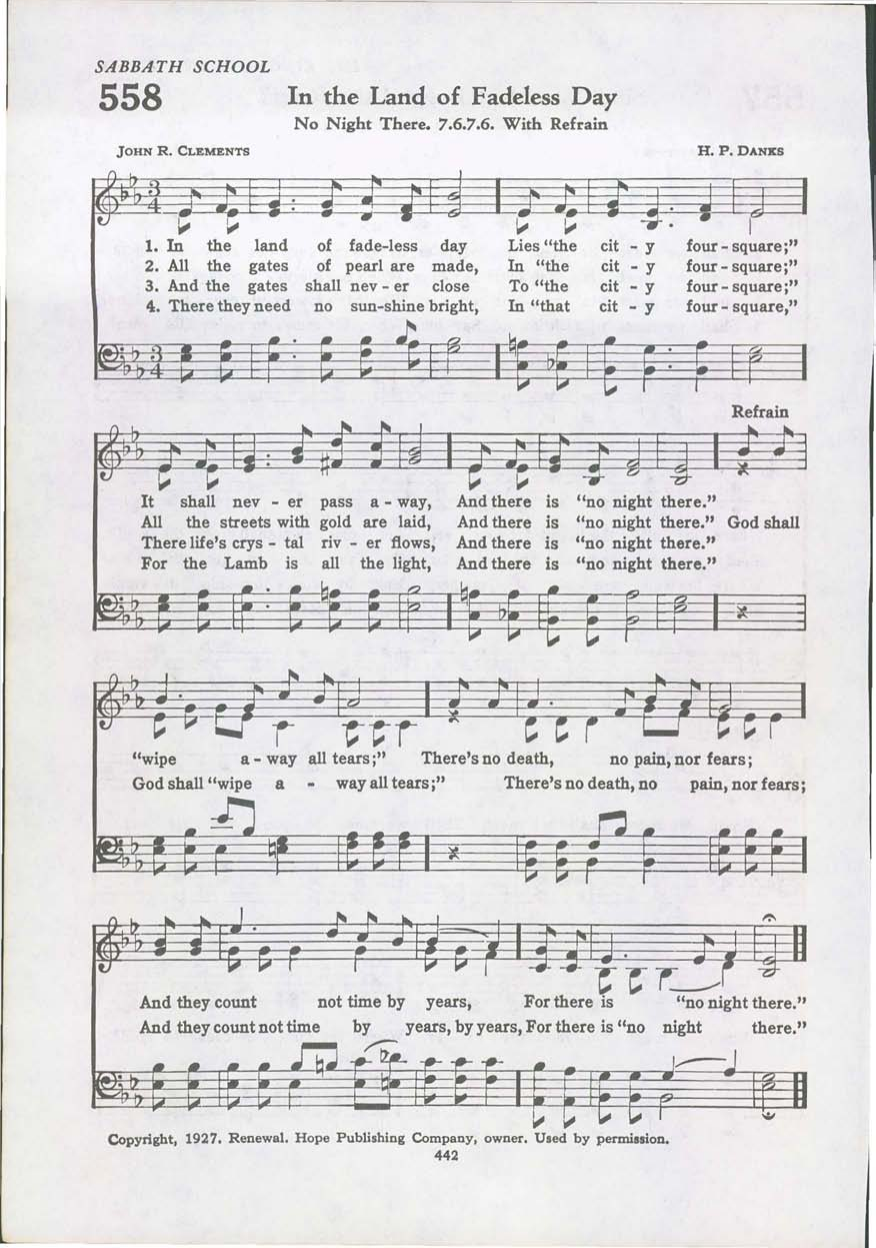 SABBATH SCHOOL
558
In the Land of Fadeless Day
No Night There. 7.6.7.6. With Refrain
JOHN R. CLEMENTS H. P. DANKS
1. In the land of fade-less day Lies "the cit - y four - square;"
2. All the gates of pearl are made, In "the cit - y four - square;"
3. And the gates shall nev - er close To "the cit - y four - square;"
4. There they need no sun-shine bright, In "that cit - y four - square,"
Refrain
It shall nev - er pass a - way, And there is "no night there."
All the streets with gold are laid, And there is "no night there." God shall
There life's crys - tal riv - er flows, And there is "no night there."
For the Lamb is all the light, And there is "no night there."
"wipe a - way all tears;" There's no death, no pain, nor fears;
God shall "wipe a - way all tears;" There's no death, no pain, nor fears;
And they count not time by years, For there is "no night there."
And they count not time by years, by years, For there is "no night there."
Copyright, 1927. Renewal. Hope Publishing Company, owner. Used by permission.
442